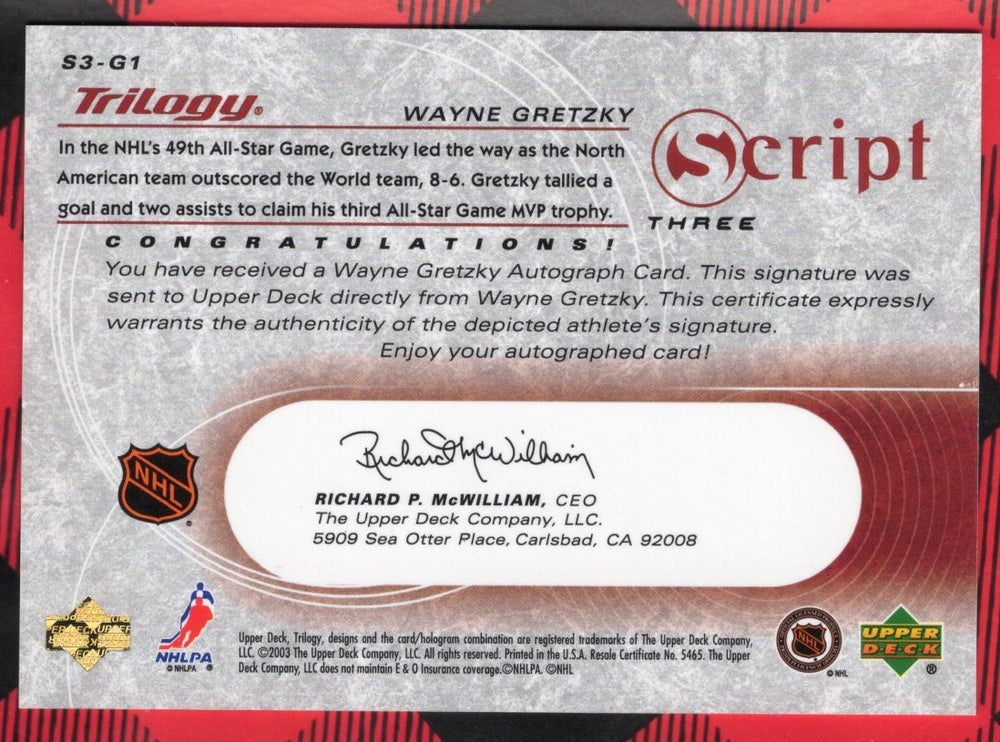 S3-G1
Trilogy®
WAYNE GRETZKY
Script
THREE
In the NHL's 49th All-Star Game, Gretzky led the way as the North
American team outscored the World team, 8-6. Gretzky tallied a
goal and two assists to claim his third All-Star Game MVP trophy.
CONGRATULATIONS!
You have received a Wayne Gretzky Autograph Card. This signature was
sent to Upper Deck directly from Wayne Gretzky. This certificate expressly
warrants the authenticity of the depicted athlete's signature.
Enjoy your autographed card!
Richard McWilliam
RICHARD P. McWILLIAM, CEO
The Upper Deck Company, LLC.
5909 Sea Otter Place, Carlsbad, CA 92008
NHL
®
NHLPA
© NHLPA ®
Upper Deck, Trilogy, designs and the card/hologram combination are registered trademarks of The Upper Deck Company,
LLC. ©2003 The Upper Deck Company, LLC. All rights reserved. Printed in the U.S.A. Resale Certificate No. 5465. The Upper
Deck Company, LLC does not maintain E & O Insurance coverage.©NHLPA. ©NHL
NHL
© NHL
UPPER
D·E·C·K
®